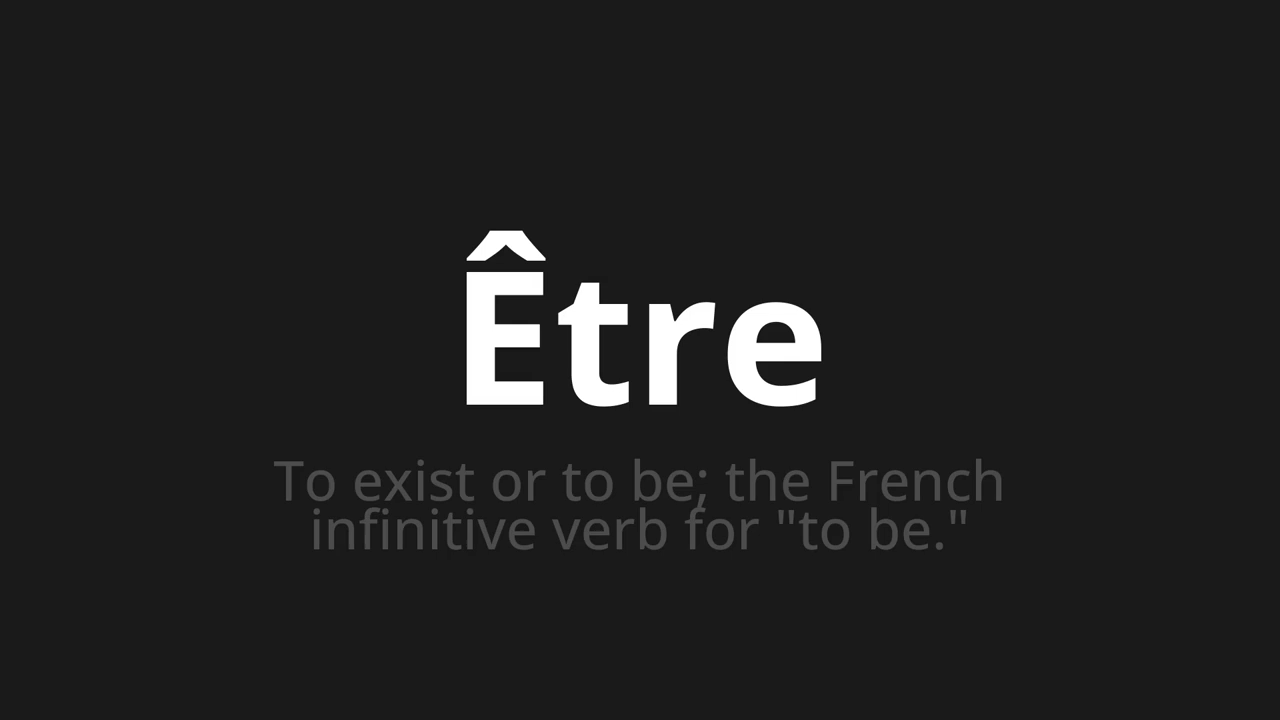 Être
To exist or to be; the French
infinitive verb for "to be."